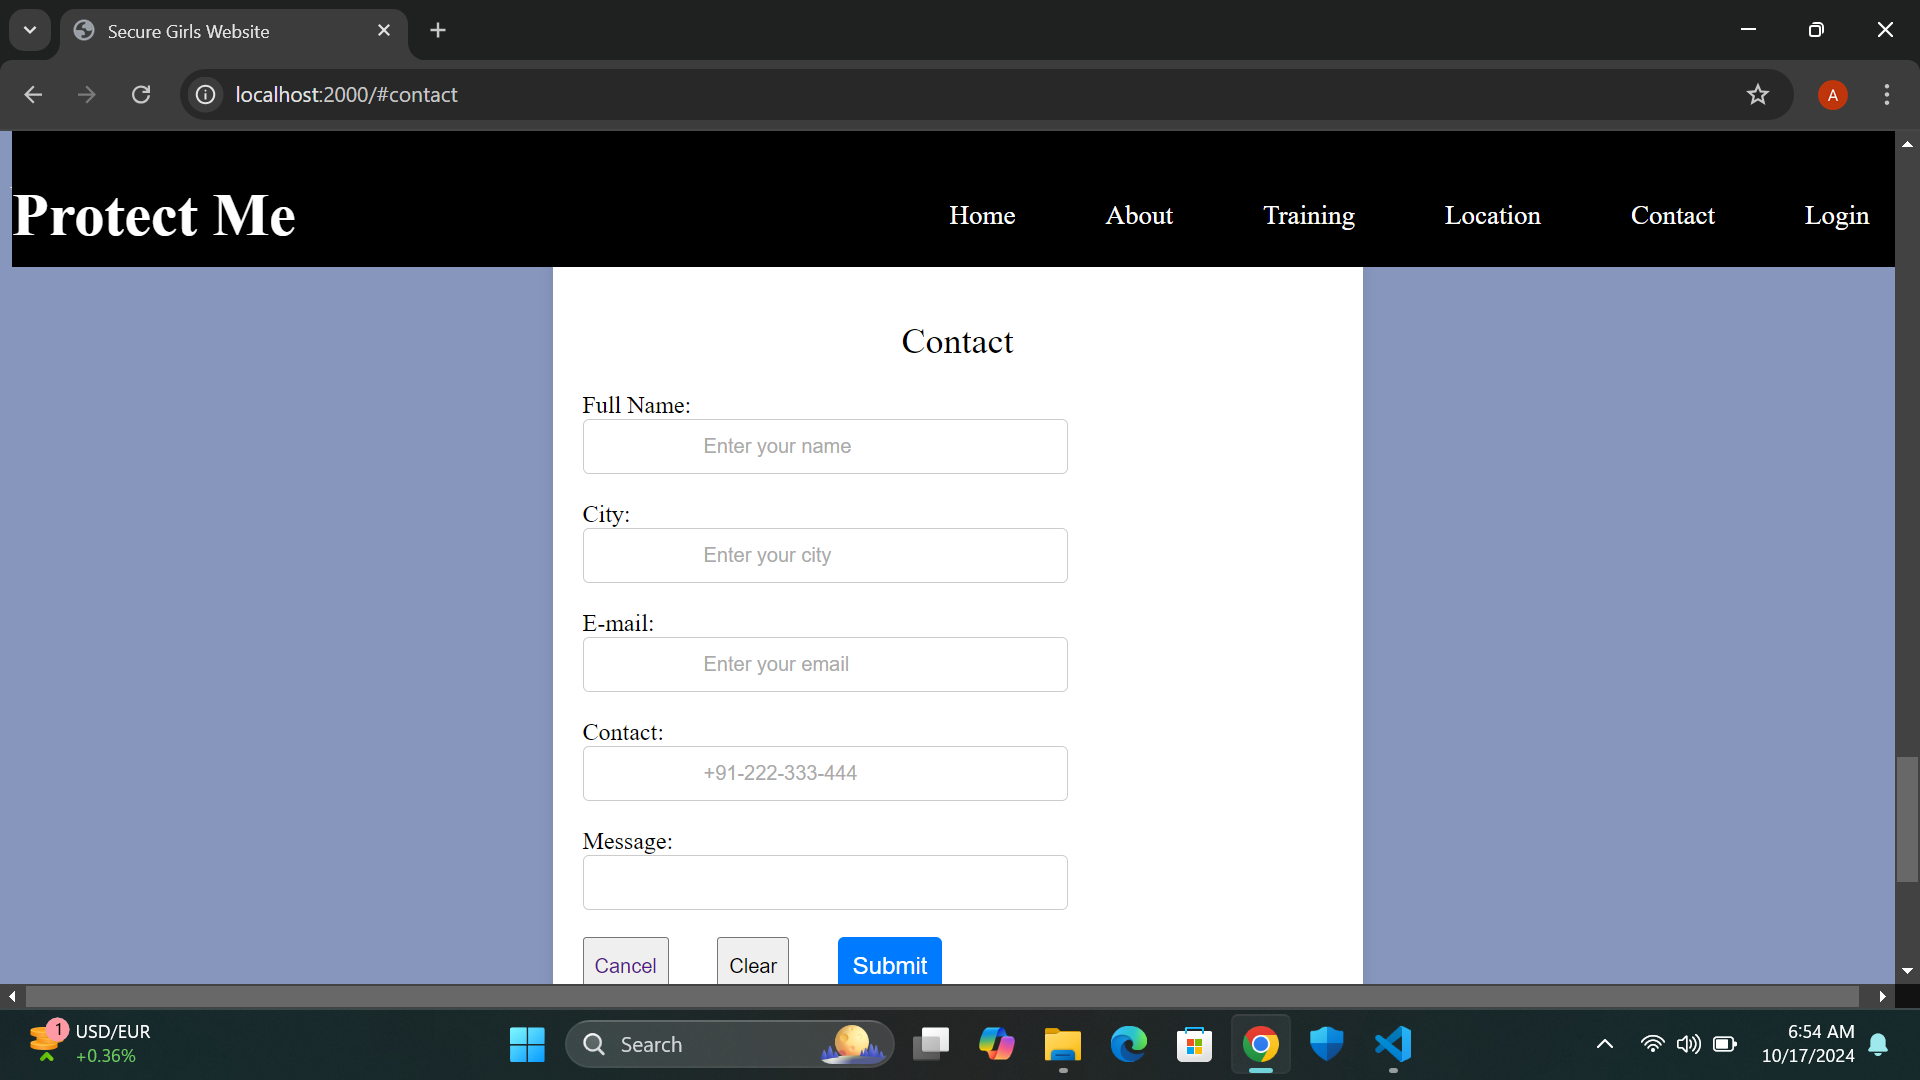 Secure Girls Website
localhost:2000/#contact
A
Protect Me
Home About Training Location Contact Login
Contact
Full Name:
Enter your name
City:
Enter your city
E-mail:
Enter your email
Contact:
+91-222-333-444
Message:
Cancel Clear Submit
1 USD/EUR
+0.36%
Search
6:54 AM
10/17/2024